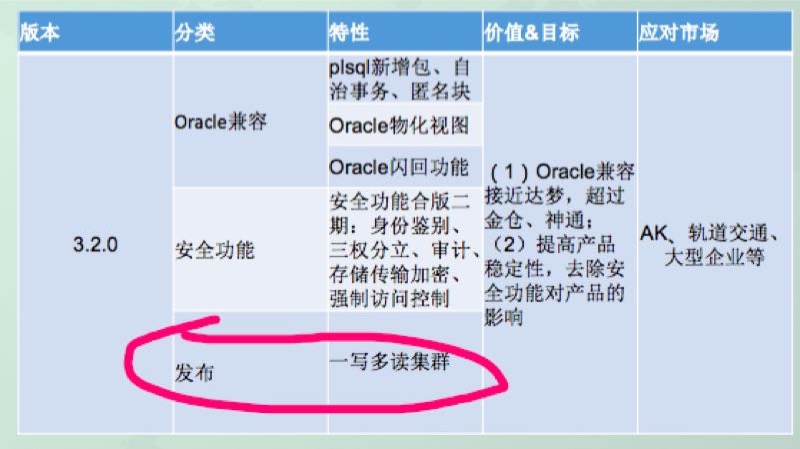 版本 分类 特性 价值&目标 应对市场
plsql新增包、自
治事务、匿名块
Oracle兼容
Oracle物化视图
Oracle闪回功能
3.2.0
安全功能
安全功能合版二
期：身份鉴别、
三权分立、审计、
存储传输加密、
强制访问控制
发布
一写多读集群
（1）Oracle兼容
接近达梦，超过
金仓、神通；
（2）提高产品
稳定性，去除安
全功能对产品的
影响
AK、轨道交通、
大型企业等